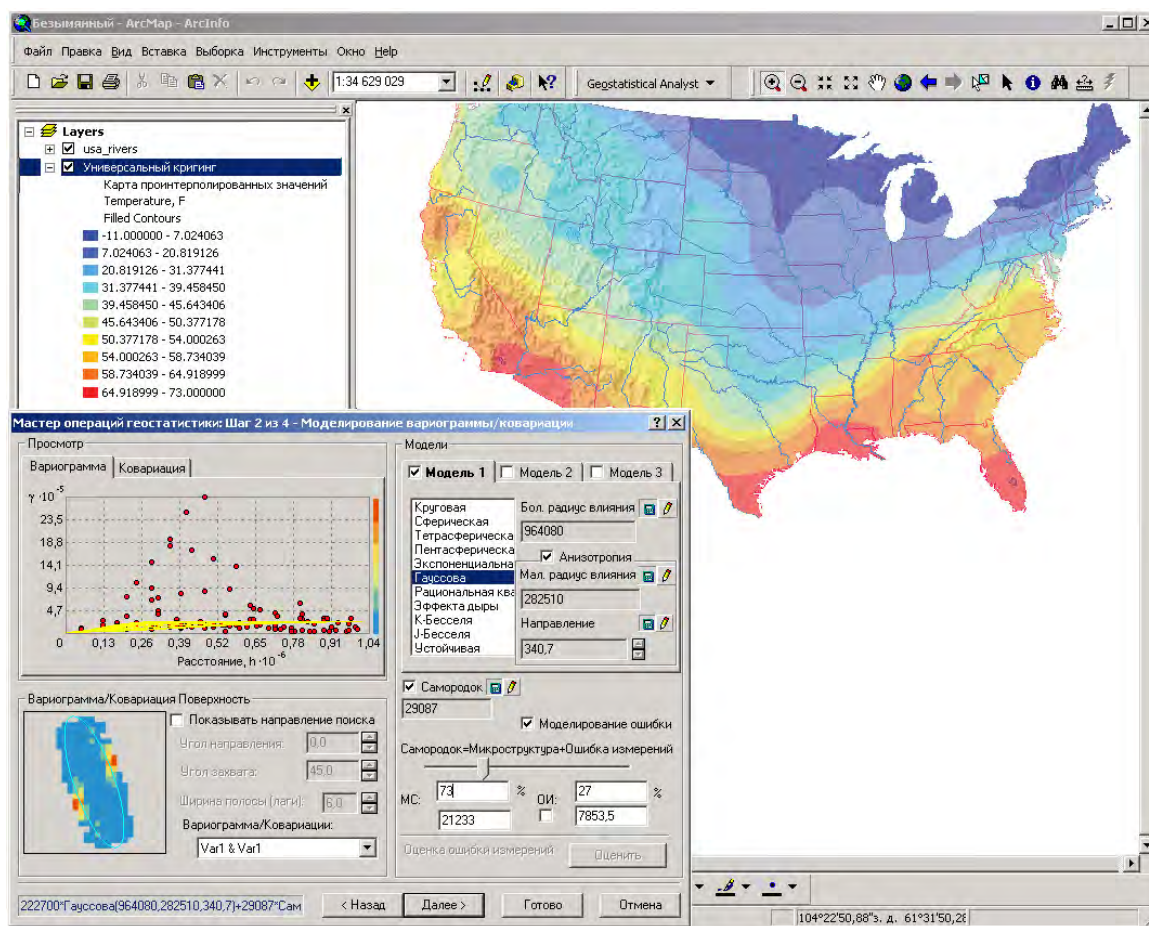 Безымянный - ArcMap - ArcInfo
Файл Правка Вид Вставка Выборка Инструменты Окно Help
1:34 629 029
Geostatistical Analyst
Layers
usa_rivers
Универсальный кригинг
Карта проинтерполированных значений
Temperature, F
Filled Contours
-11.000000 - 7.024063
7.024063 - 20.819126
20.819126 - 31.377441
31.377441 - 39.458450
39.458450 - 45.643406
45.643406 - 50.377178
50.377178 - 54.000263
54.000263 - 58.734039
58.734039 - 64.918999
64.918999 - 73.000000
Мастер операций геостатистики: Шаг 2 из 4 - Моделирование вариограммы/ковариации
Просмотр
Вариограмма Ковариация
γ ·10⁻⁵
23,5
18,8
14,1
9,4
4,7
0 0,13 0,26 0,39 0,52 0,65 0,78 0,91 1,04
Расстояние, h ·10⁻⁶
Модели
Модель 1 Модель 2 Модель 3
Круговая
Сферическая
Тетрасферическа
Пентасферическа
Экспоненциальна
Гауссова
Рациональная ква
Эффекта дыры
К-Бесселя
J-Бесселя
Устойчивая
Бол. радиус влияния
964080
Анизотропия
Мал. радиус влияния
282510
Направление
340,7
Самородок
29087
Моделирование ошибки
Самородок=Микроструктура+Ошибка измерений
МС: 73 % ОИ: 27 %
21233 7853,5
Оценка ошибки измерений Оценить
Вариограмма/Ковариация Поверхность
Показывать направление поиска
Угол направления: 0,0
Угол захвата: 45,0
Ширина полосы (лаги): 6,0
Вариограмма/Ковариации:
Var1 & Var1
222700*Гауссова(964080,282510,340,7)+29087*Сам
< Назад Далее > Готово Отмена
104°22'50,88"з. д. 61°31'50,28